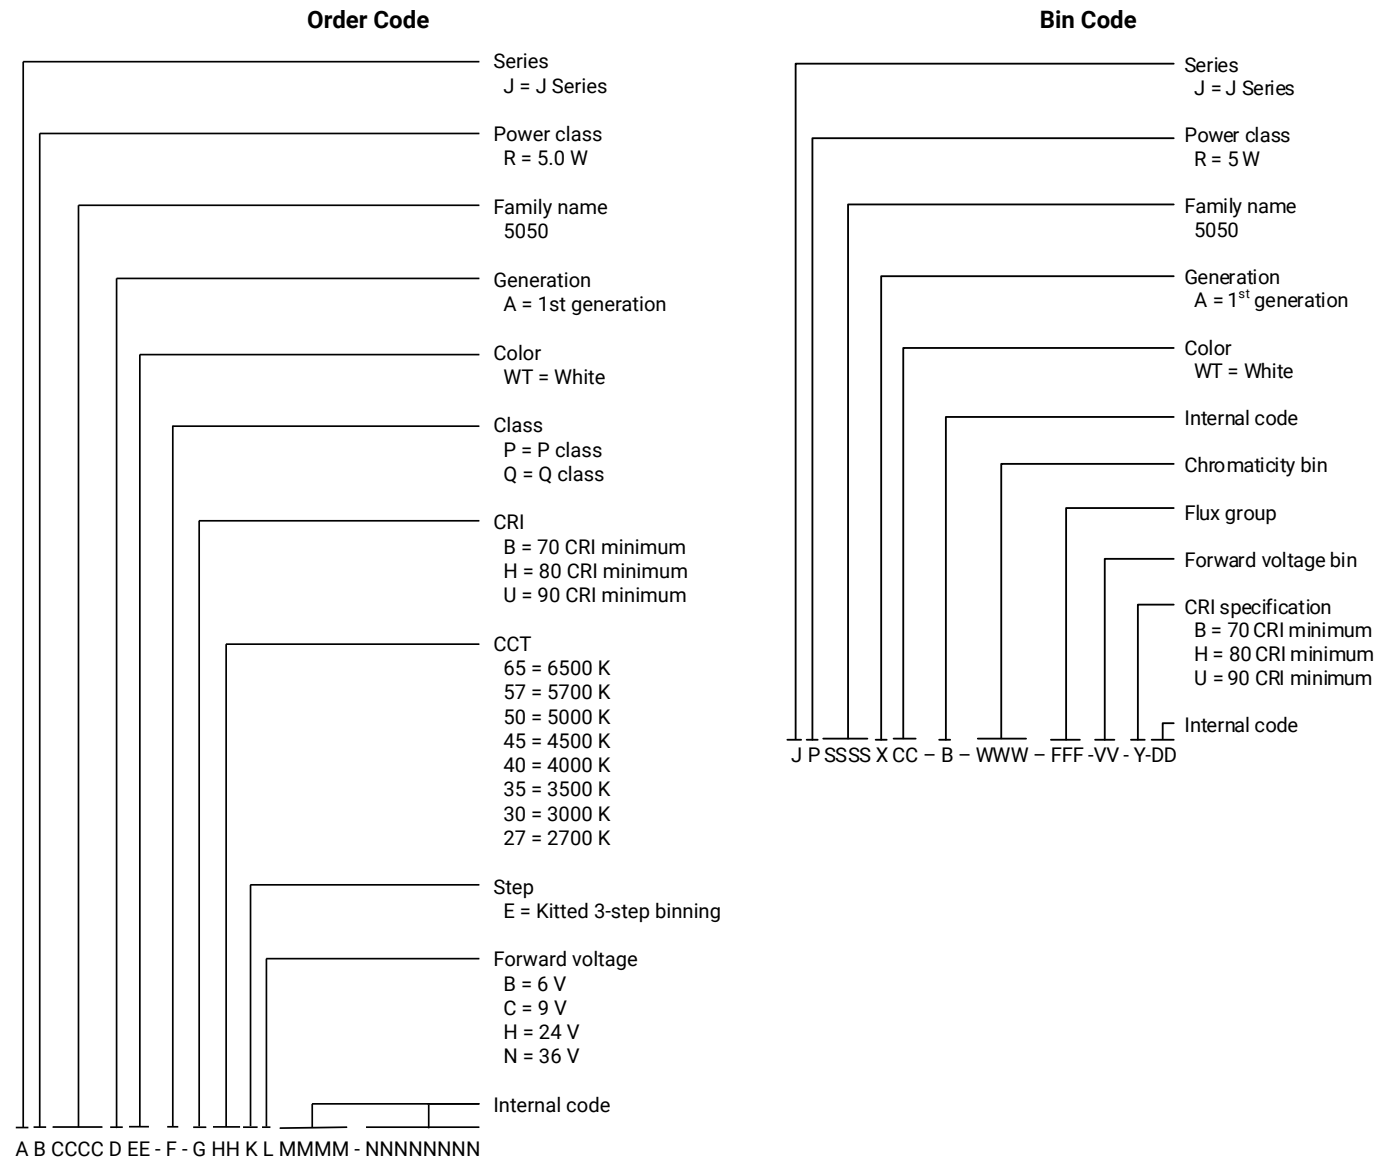 Order Code
Series
J = J Series
Power class
R = 5.0 W
Family name
5050
Generation
A = 1st generation
Color
WT = White
Class
P = P class
Q = Q class
CRI
B = 70 CRI minimum
H = 80 CRI minimum
U = 90 CRI minimum
CCT
65 = 6500 K
57 = 5700 K
50 = 5000 K
45 = 4500 K
40 = 4000 K
35 = 3500 K
30 = 3000 K
27 = 2700 K
Step
E = Kitted 3-step binning
Forward voltage
B = 6 V
C = 9 V
H = 24 V
N = 36 V
Internal code
A B CCCC D EE - F - G HH K L MMMM - NNNNNNNN
Bin Code
Series
J = J Series
Power class
R = 5 W
Family name
5050
Generation
A = 1st generation
Color
WT = White
Internal code
Chromaticity bin
Flux group
Forward voltage bin
CRI specification
B = 70 CRI minimum
H = 80 CRI minimum
U = 90 CRI minimum
Internal code
J P SSSS X CC – B – WWW – FFF -VV - Y-DD